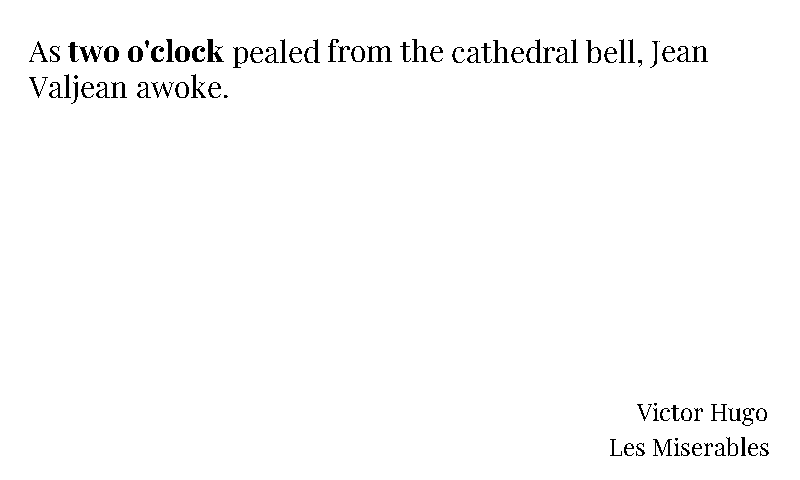 As two o'clock pealed from the cathedral bell, Jean
Valjean awoke.
Victor Hugo
Les Miserables